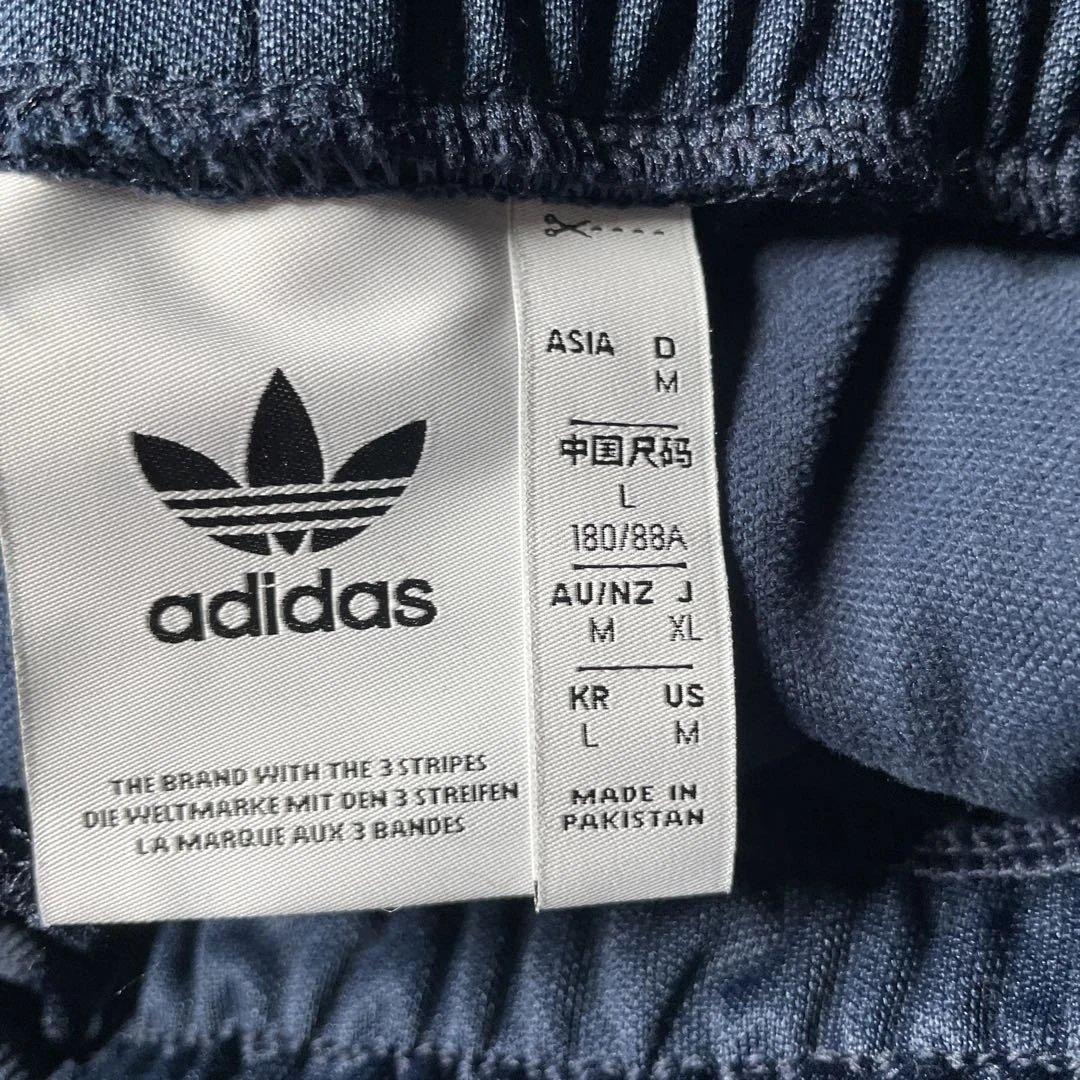 adidas
THE BRAND WITH THE 3 STRIPES
DIE WELTMARKE MIT DEN 3 STREIFEN
LA MARQUE AUX 3 BANDES
ASIA D
M
中国尺码
L
180/88A
AU/NZ J
M XL
KR US
L M
MADE IN
PAKISTAN